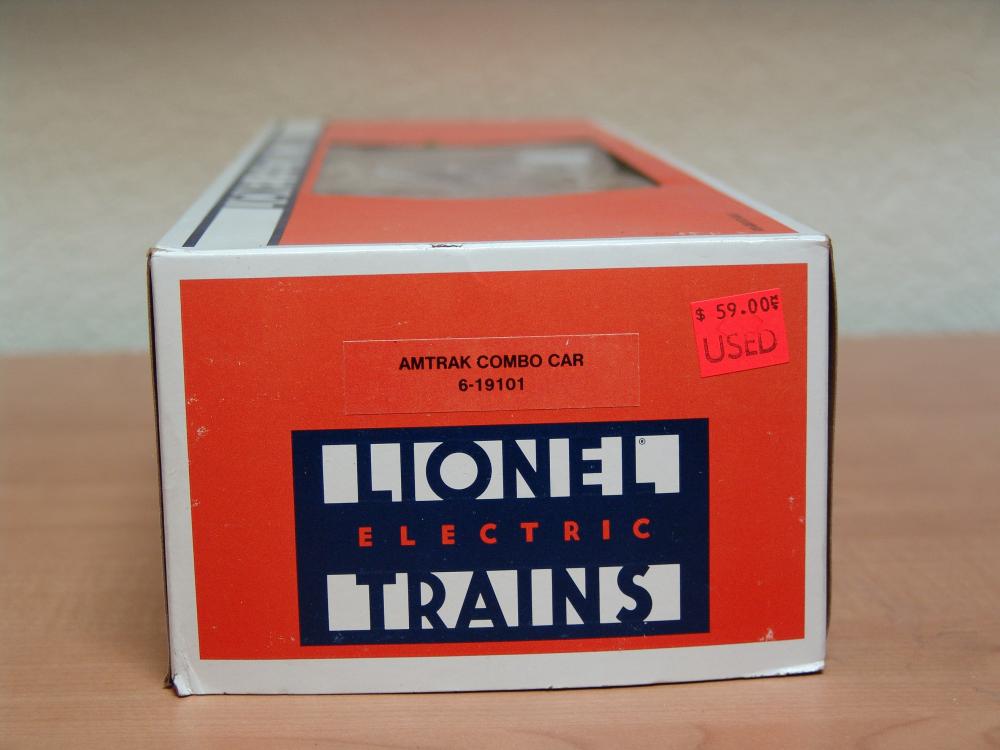 $ 59.00
USED
AMTRAK COMBO CAR
6-19101
LIONEL®
ELECTRIC
TRAINS